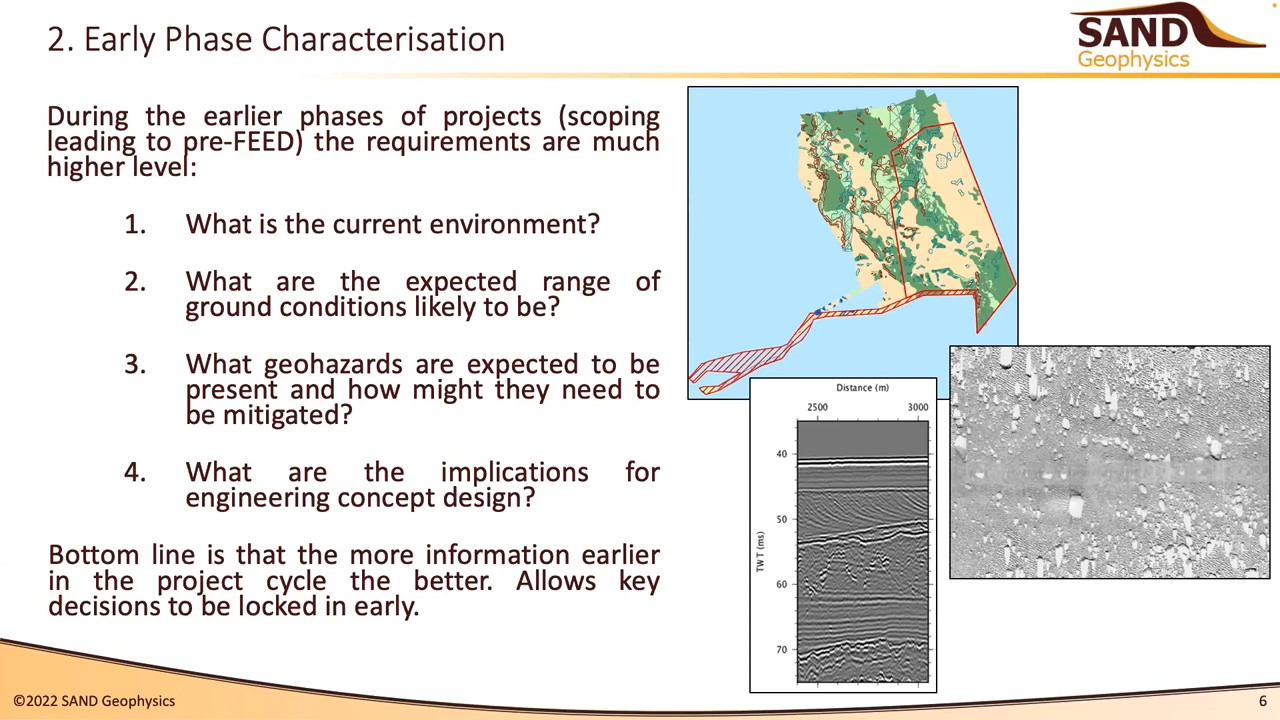 2. Early Phase Characterisation
SAND
Geophysics
During the earlier phases of projects (scoping
leading to pre-FEED) the requirements are much
higher level:
1. What is the current environment?
2. What are the expected range of
ground conditions likely to be?
3. What geohazards are expected to be
present and how might they need to
be mitigated?
4. What are the implications for
engineering concept design?
Bottom line is that the more information earlier
in the project cycle the better. Allows key
decisions to be locked in early.
Distance (m)
2500 3000
40
50
60
70
TWT (ms)
©2022 SAND Geophysics
6